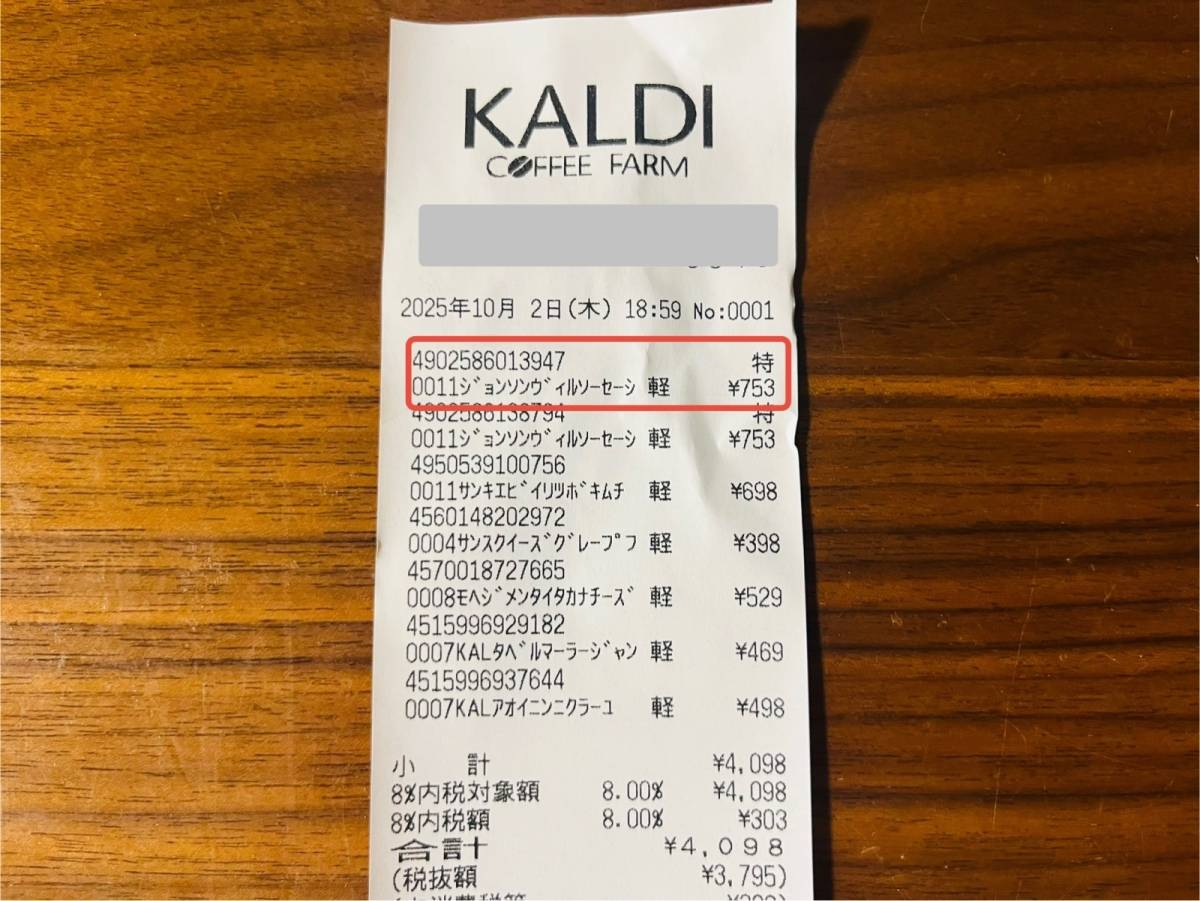 KALDI
COFFEE FARM
2025年10月 2日(木) 18:59 No:0001
4902586013947 特
0011ジョンソンヴィルソーセーシ 軽 ¥753
4902586138794 特
0011ジョンソンヴィルソーセーシ 軽 ¥753
4950539100756
0011サンキエビイリツボキムチ 軽 ¥698
4560148202972
0004サンスクイーズグレープフ 軽 ¥398
4570018727665
0008モヘジメンタイタカナチーズ 軽 ¥529
4515996929182
0007KALタベルマーラージャン 軽 ¥469
4515996937644
0007KALアオイニンニクラーユ 軽 ¥498
小 計 ¥4,098
8%内税対象額 8.00% ¥4,098
8%内税額 8.00% ¥303
合計 ¥4,098
(税抜額 ¥3,795)